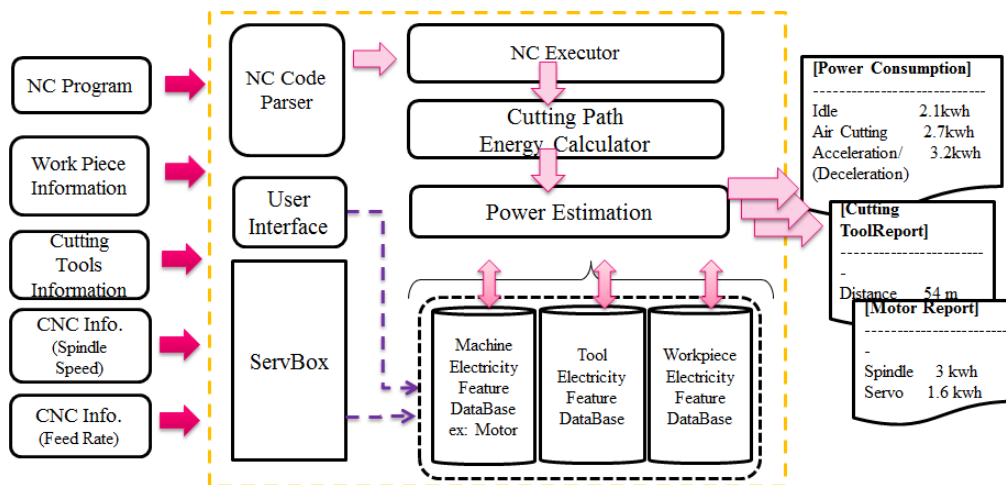 NC Program
Work Piece
Information
Cutting
Tools
Information
CNC Info.
(Spindle
Speed)
CNC Info.
(Feed Rate)
NC Code
Parser
User
Interface
ServBox
NC Executor
Cutting Path
Energy Calculator
Power Estimation
Machine
Electricity
Feature
DataBase
ex: Motor
Tool
Electricity
Feature
DataBase
Workpiece
Electricity
Feature
DataBase
[Power Consumption]
----------------------------
Idle 2.1kwh
Air Cutting 2.7kwh
Acceleration/ 3.2kwh
(Deceleration)
[Cutting
ToolReport]
-------------------------
-
Distance 54 m
[Motor Report]
-------------------------
-
Spindle 3 kwh
Servo 1.6 kwh